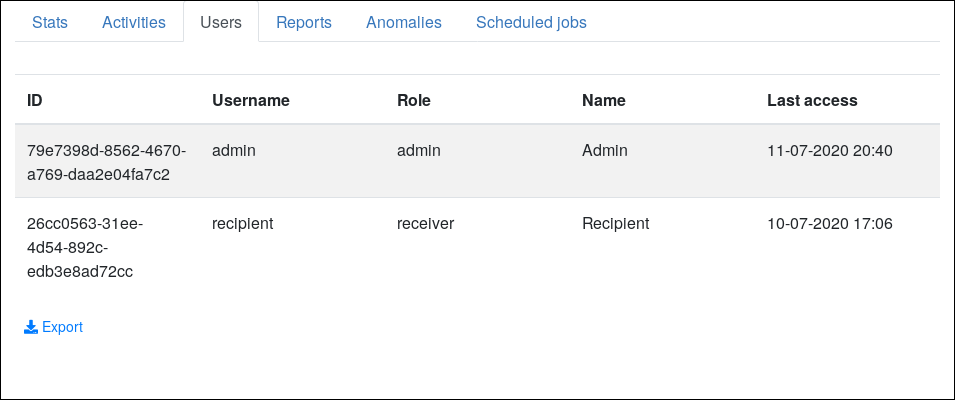 Stats Activities Users Reports Anomalies Scheduled jobs
ID Username Role Name Last access
79e7398d-8562-4670- admin admin Admin 11-07-2020 20:40
a769-daa2e04fa7c2
26cc0563-31ee- recipient receiver Recipient 10-07-2020 17:06
4d54-892c-
edb3e8ad72cc
Export